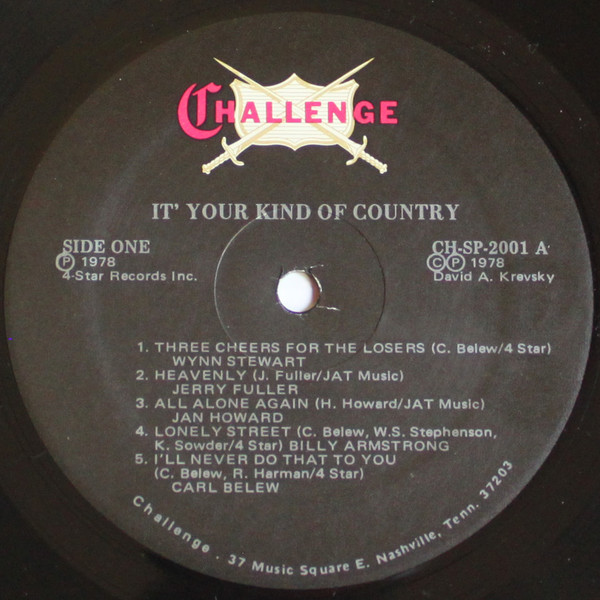 CHALLENGE
IT' YOUR KIND OF COUNTRY
SIDE ONE
Ⓟ 1978
4-Star Records Inc.
CH-SP-2001 A
©Ⓟ 1978
David A. Krevsky
1. THREE CHEERS FOR THE LOSERS (C. Belew/4 Star)
WYNN STEWART
2. HEAVENLY (J. Fuller/JAT Music)
JERRY FULLER
3. ALL ALONE AGAIN (H. Howard/JAT Music)
JAN HOWARD
4. LONELY STREET (C. Belew, W.S. Stephenson,
K. Sowder/4 Star) BILLY ARMSTRONG
5. I'LL NEVER DO THAT TO YOU
(C. Belew, R. Harman/4 Star)
CARL BELEW
Challenge . 37 Music Square E. Nashville, Tenn. 37203